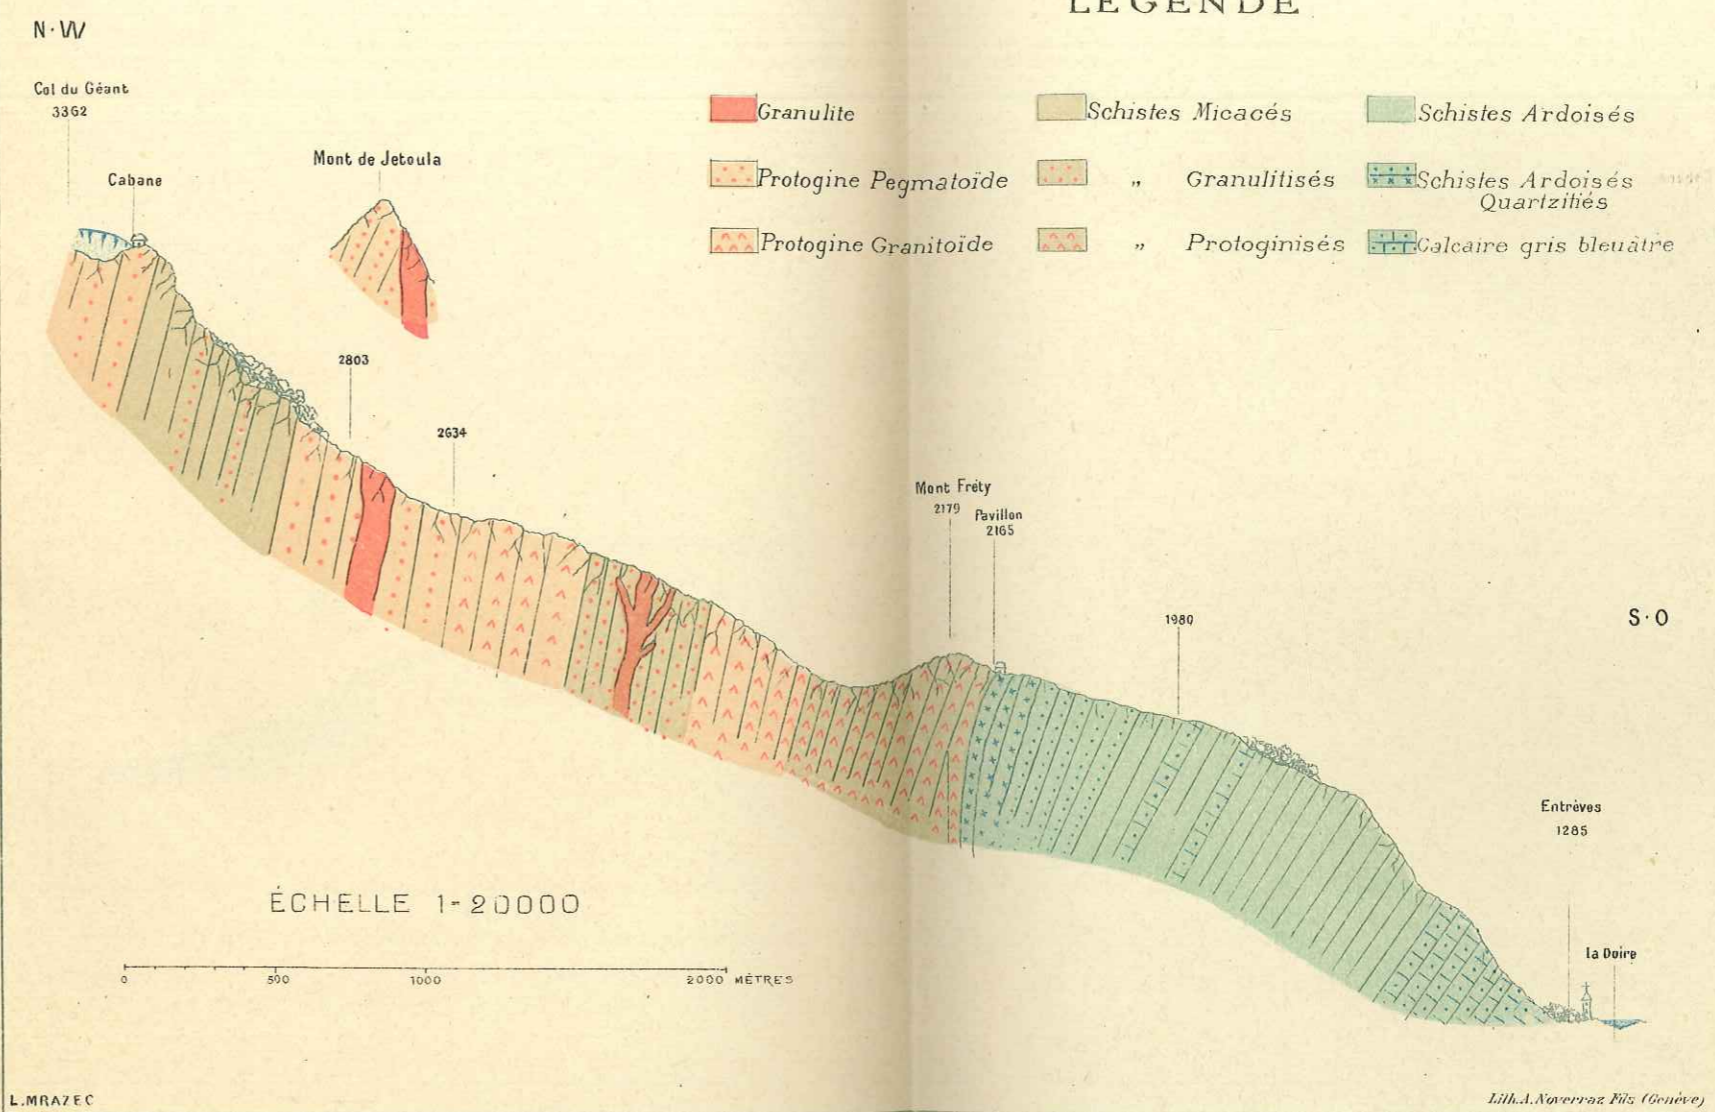 LÉGENDE
N·W
Col du Géant
3362
Cabane
Mont de Jetoula
Granulite
Protogine Pegmatoïde
Protogine Granitoïde
Schistes Micacés
„ Granulitisés
„ Protoginisés
Schistes Ardoisés
Schistes Ardoisés
Quartzitiés
Calcaire gris bleuâtre
2803
2634
Mont Fréty
2179
Pavillon
2165
1980
S·O
Entrèves
1285
la Doire
ÉCHELLE 1-20000
0 500 1000 2000 MÈTRES
L.MRAZEC
Lith.A.Noverraz Fils (Genève)